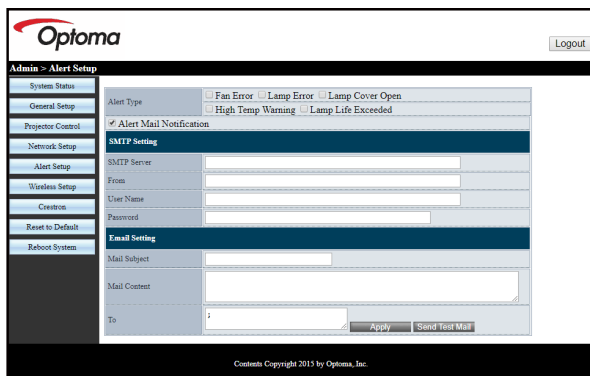 Optoma
Logout
Admin > Alert Setup
System Status
General Setup
Projector Control
Network Setup
Alert Setup
Wireless Setup
Crestron
Reset to Default
Reboot System
Alert Type
Fan Error Lamp Error Lamp Cover Open
High Temp Warning Lamp Life Exceeded
Alert Mail Notification
SMTP Setting
SMTP Server
From
User Name
Password
Email Setting
Mail Subject
Mail Content
To
;
Apply
Send Test Mail
Contents Copyright 2015 by Optoma, Inc.